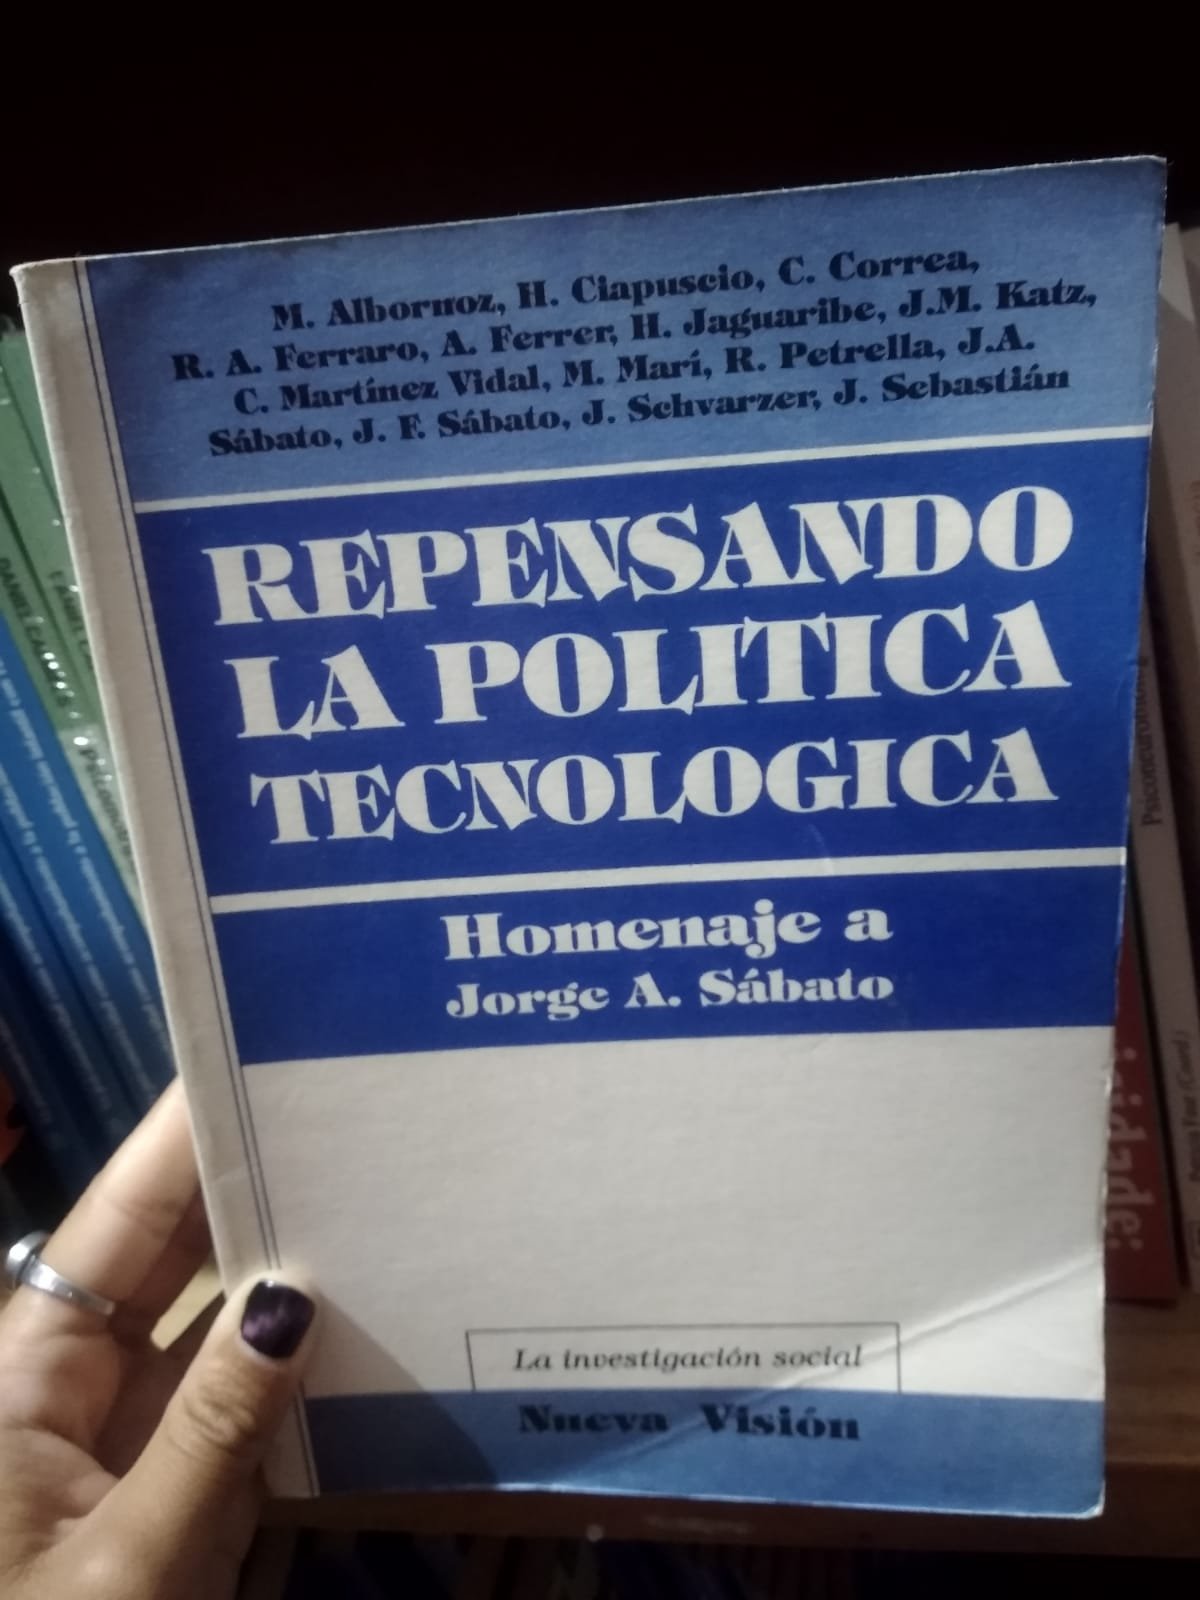 M. Albornoz, H. Ciapuscio, C. Correa,
R. A. Ferraro, A. Ferrer, H. Jaguaribe, J.M. Katz,
C. Martínez Vidal, M. Marí, R. Petrella, J.A.
Sábato, J. F. Sábato, J. Schvarzer, J. Sebastián
REPENSANDO
LA POLITICA
TECNOLOGICA
Homenaje a
Jorge A. Sábato
La investigación social
Nueva Visión